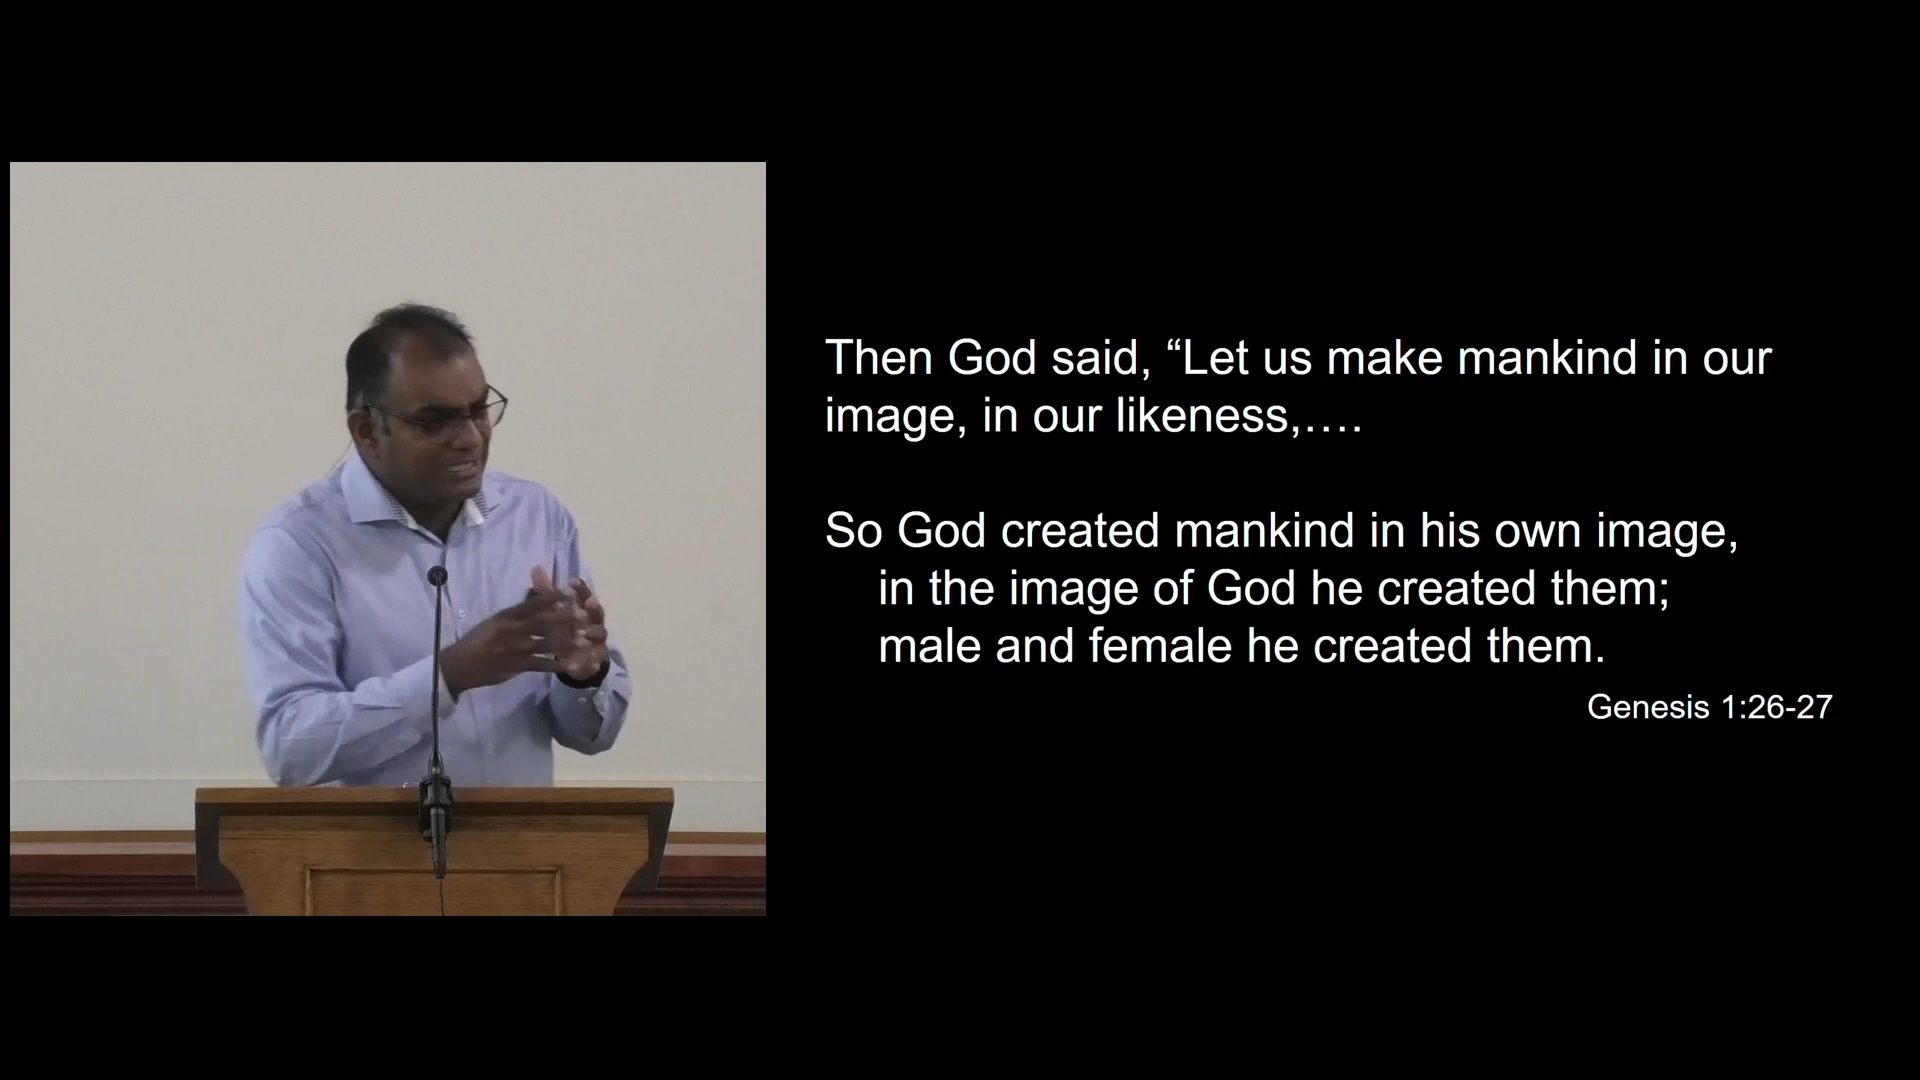 Then God said, “Let us make mankind in our
image, in our likeness,….
So God created mankind in his own image,
in the image of God he created them;
male and female he created them.
Genesis 1:26-27